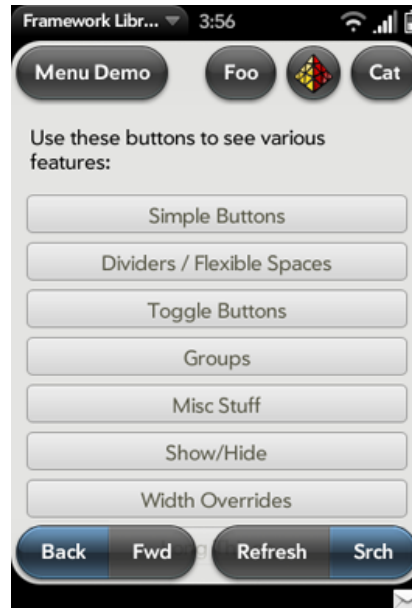 Framework Libr... 3:56
Menu Demo Foo Cat
Use these buttons to see various
features:
Simple Buttons
Dividers / Flexible Spaces
Toggle Buttons
Groups
Misc Stuff
Show/Hide
Width Overrides
Back Fwd Refresh Srch